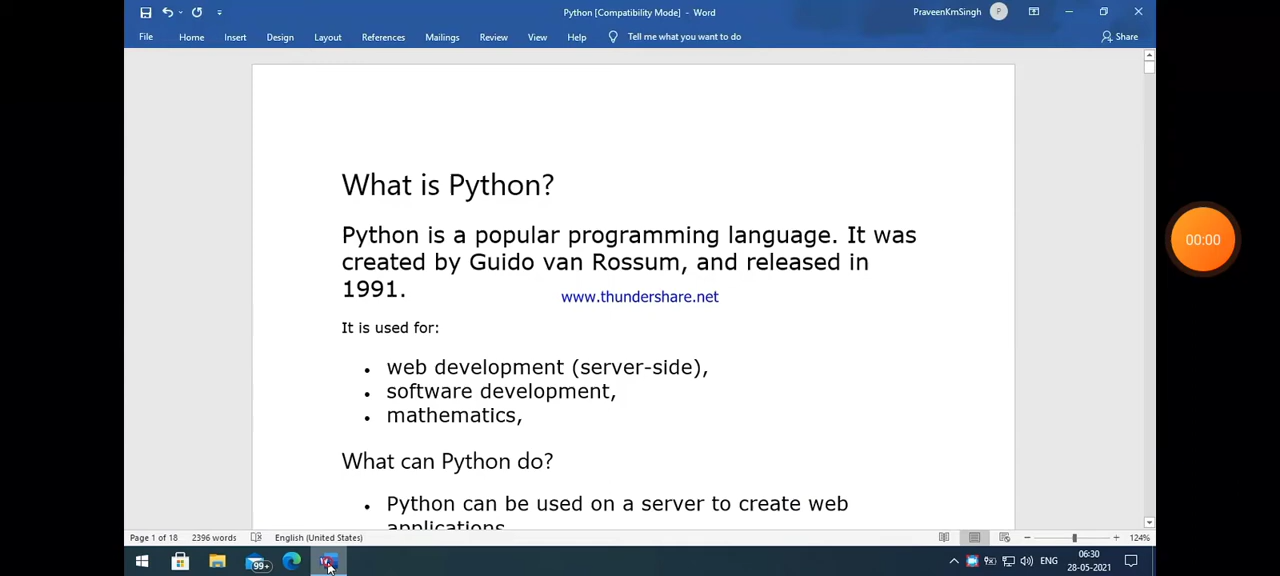 Python [Compatibility Mode] - Word
PraveenKmSingh P
File Home Insert Design Layout References Mailings Review View Help Tell me what you want to do Share
What is Python?
Python is a popular programming language. It was
created by Guido van Rossum, and released in
1991.
www.thundershare.net
00:00
It is used for:
• web development (server-side),
• software development,
• mathematics,
What can Python do?
• Python can be used on a server to create web
applications
Page 1 of 18 2396 words English (United States) 124%
99+
ENG
06:30
28-05-2021